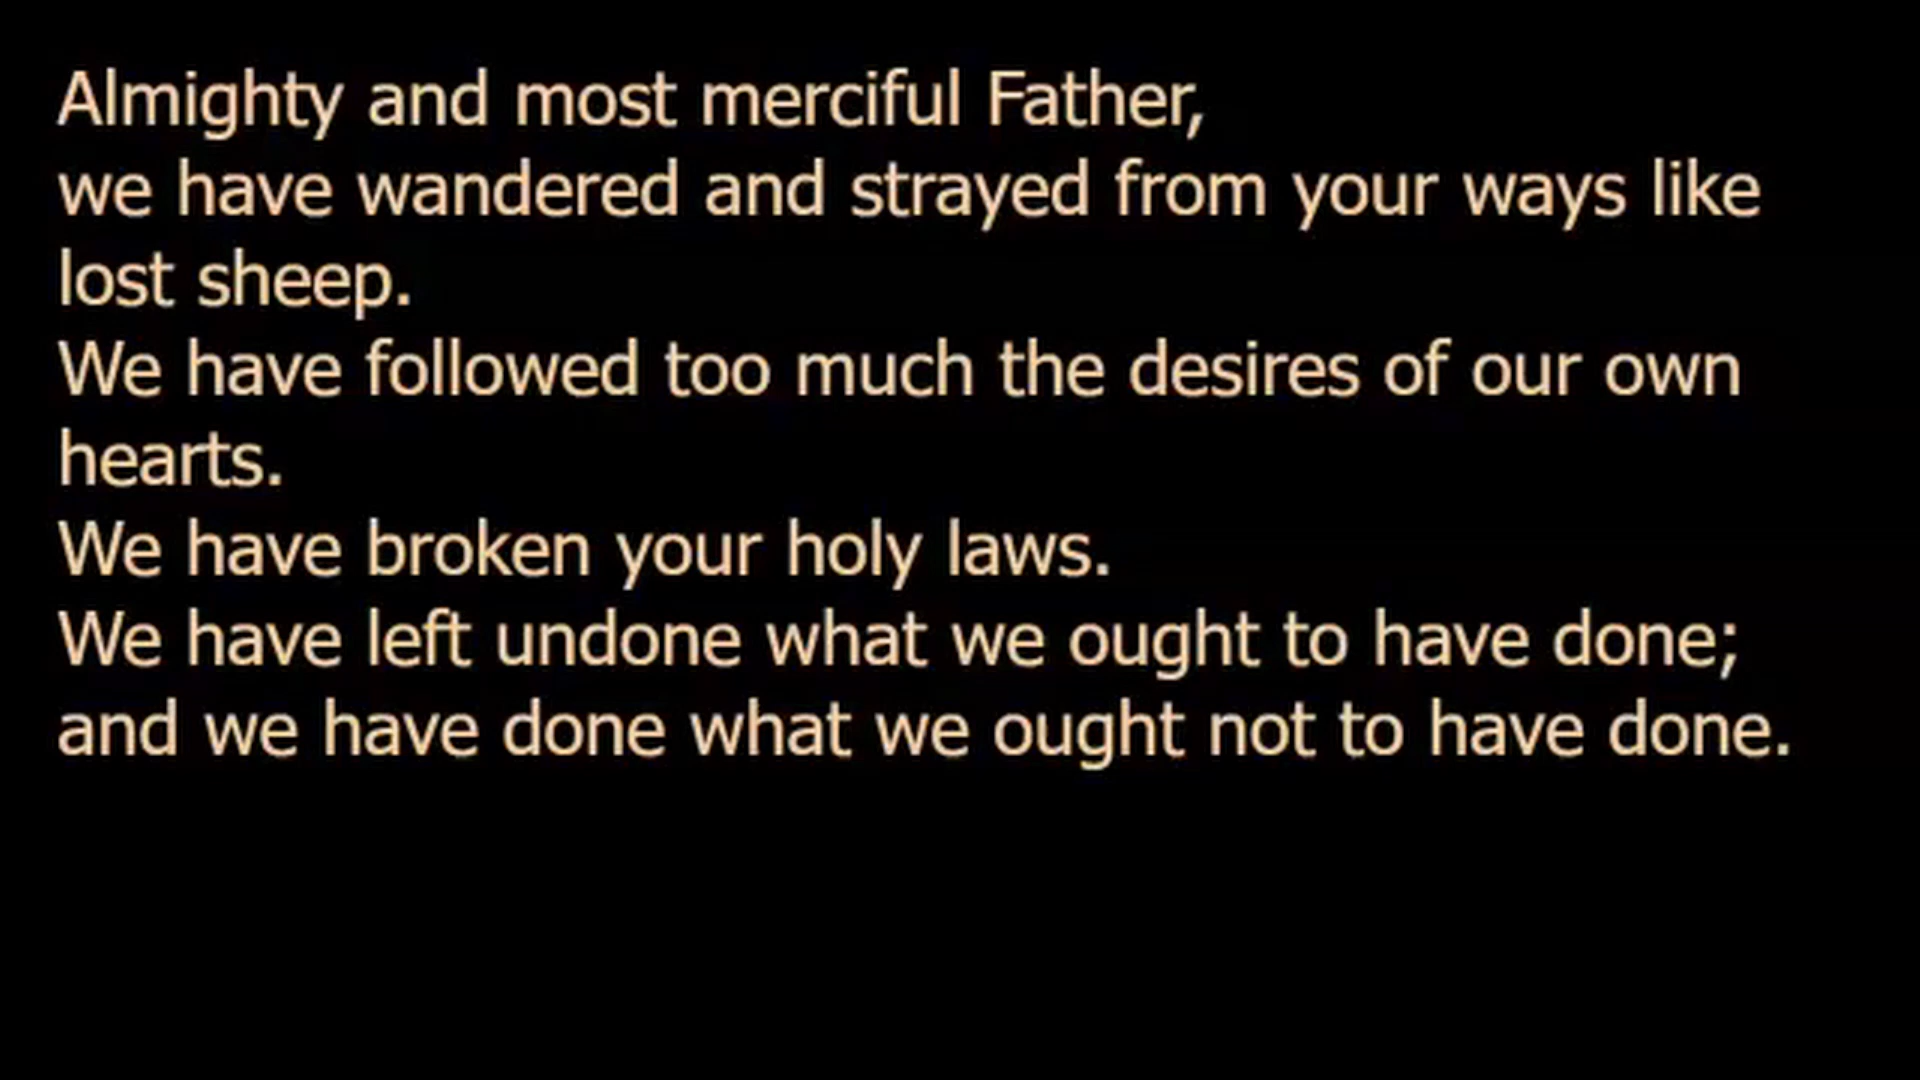 Almighty and most merciful Father,
we have wandered and strayed from your ways like
lost sheep.
We have followed too much the desires of our own
hearts.
We have broken your holy laws.
We have left undone what we ought to have done;
and we have done what we ought not to have done.